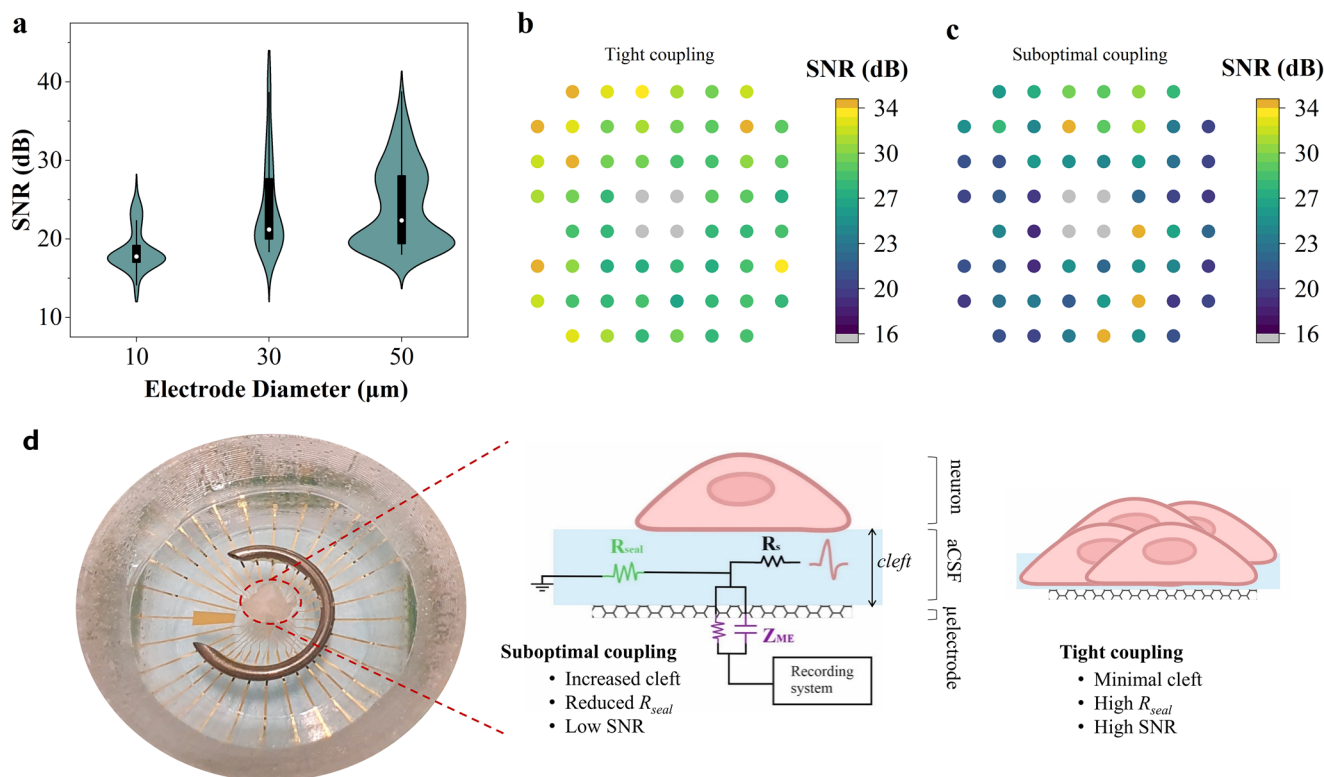 a
SNR (dB)
40
30
20
10
10 30 50
Electrode Diameter (µm)
b
Tight coupling
SNR (dB)
34
30
27
23
20
16
c
Suboptimal coupling
SNR (dB)
34
30
27
23
20
16
d
Rseal
Rs
cleft
ZME
Recording
system
neuron
aCSF
µelectrode
Suboptimal coupling
• Increased cleft
• Reduced Rseal
• Low SNR
Tight coupling
• Minimal cleft
• High Rseal
• High SNR